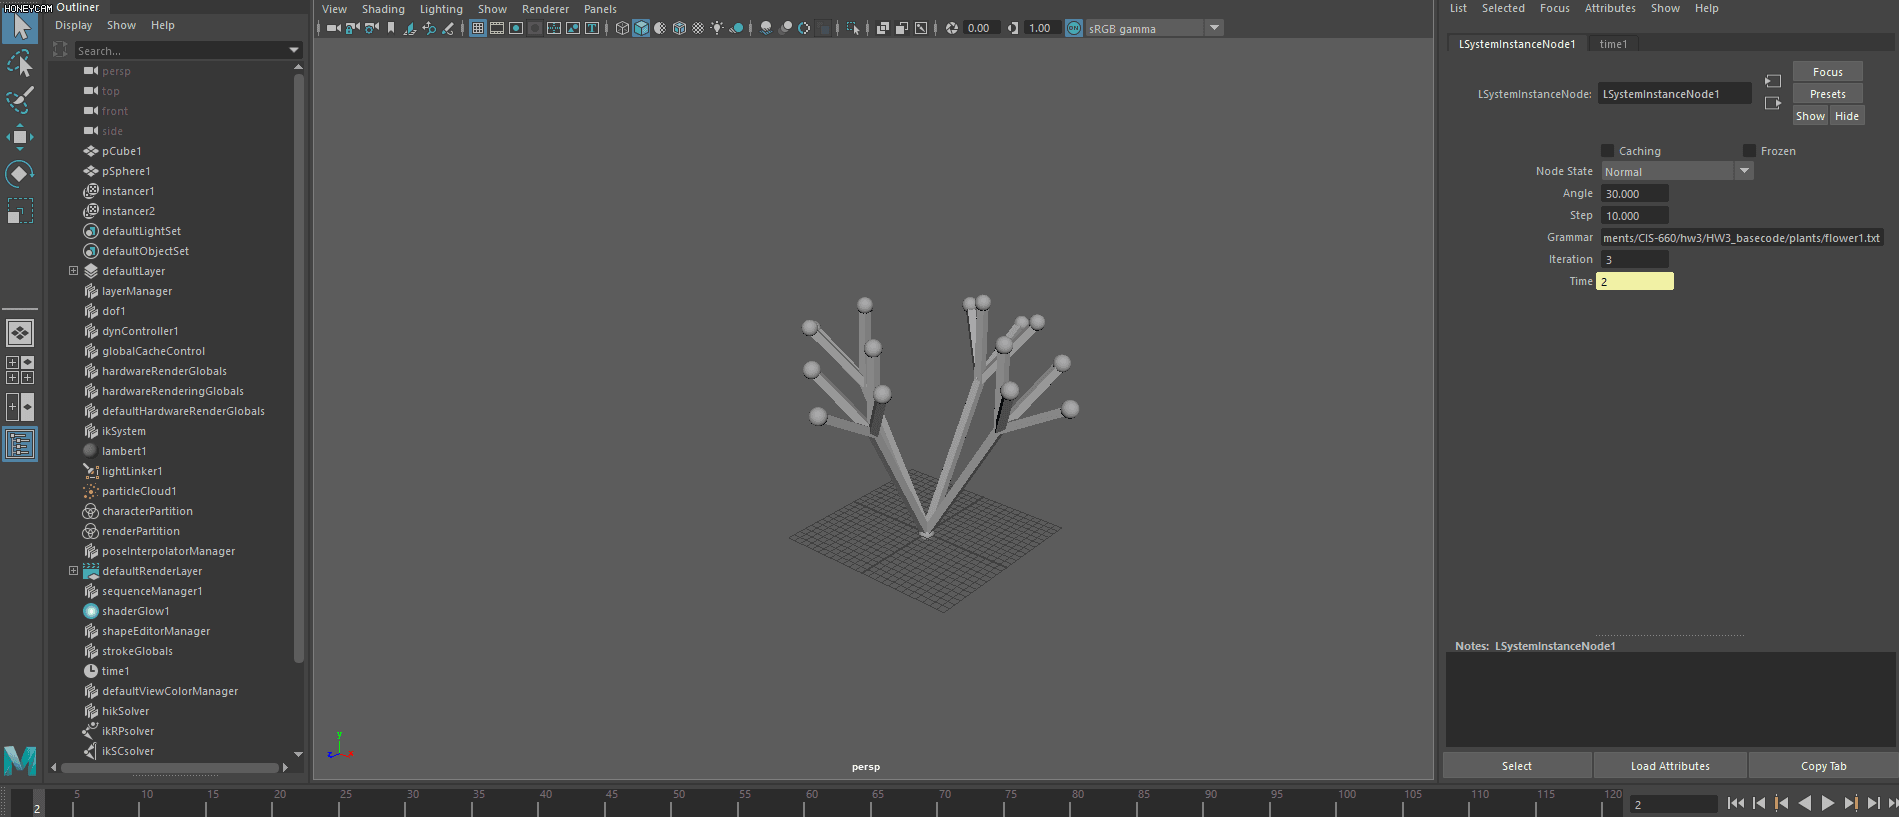 HONEYCAM
Outliner
Display Show Help
Search...
persp
top
front
side
pCube1
pSphere1
instancer1
instancer2
defaultLightSet
defaultObjectSet
defaultLayer
layerManager
dof1
dynController1
globalCacheControl
hardwareRenderGlobals
hardwareRenderingGlobals
defaultHardwareRenderGlobals
ikSystem
lambert1
lightLinker1
particleCloud1
characterPartition
renderPartition
poseInterpolatorManager
defaultRenderLayer
sequenceManager1
shaderGlow1
shapeEditorManager
strokeGlobals
time1
defaultViewColorManager
hikSolver
ikRPsolver
ikSCsolver
View Shading Lighting Show Renderer Panels
0.00 1.00 ON sRGB gamma
y
z x
persp
List Selected Focus Attributes Show Help
LSystemInstanceNode1 time1
LSystemInstanceNode: LSystemInstanceNode1
Focus
Presets
Show Hide
Caching Frozen
Node State Normal
Angle 30.000
Step 10.000
Grammar ments/CIS-660/hw3/HW3_basecode/plants/flower1.txt
Iteration 3
Time 2
Notes: LSystemInstanceNode1
Select Load Attributes Copy Tab
2 5 10 15 20 25 30 35 40 45 50 55 60 65 70 75 80 85 90 95 100 105 110 115 120 2
M